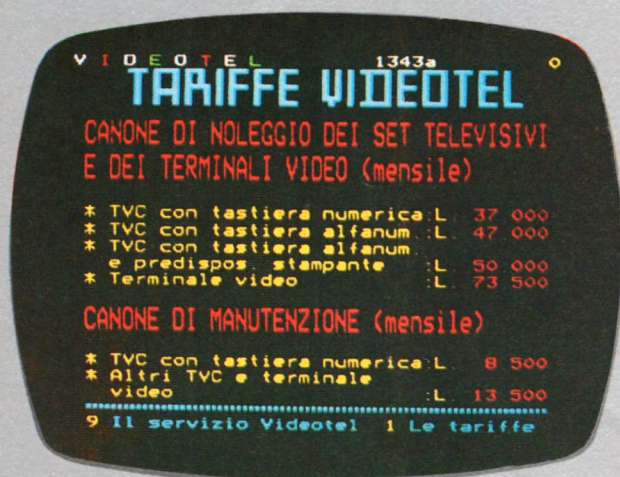 VIDEOTEL 1343a 0
TARIFFE VIDEOTEL
CANONE DI NOLEGGIO DEI SET TELEVISIVI
E DEI TERMINALI VIDEO (mensile)
* TVC con tastiera numerica:L. 37 000
* TVC con tastiera alfanum.:L. 47 000
* TVC con tastiera alfanum.
e predispos. stampante :L. 50 000
* Terminale video :L. 73 500
CANONE DI MANUTENZIONE (mensile)
* TVC con tastiera numerica:L. 8 500
* Altri TVC e terminale
video :L. 13 500
9 Il servizio Videotel 1 Le tariffe